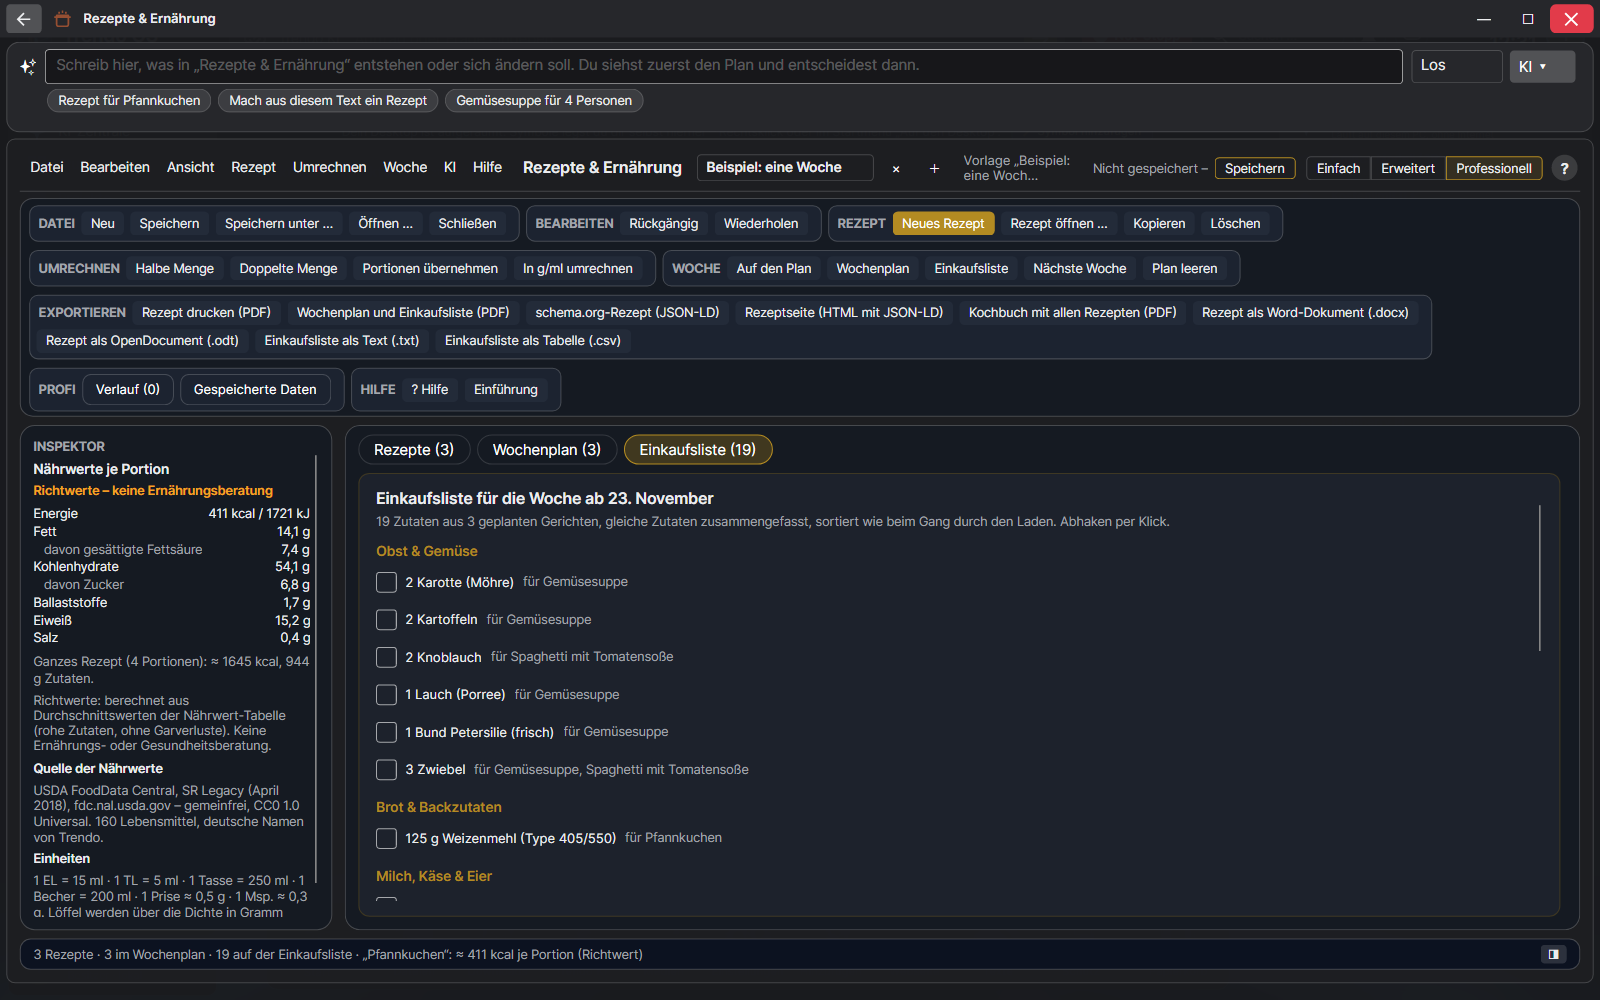 Rezepte & Ernährung
Schreib hier, was in „Rezepte & Ernährung“ entstehen oder sich ändern soll. Du siehst zuerst den Plan und entscheidest dann.
Los
KI
Rezept für Pfannkuchen
Mach aus diesem Text ein Rezept
Gemüsesuppe für 4 Personen
Datei Bearbeiten Ansicht Rezept Umrechnen Woche KI Hilfe
Rezepte & Ernährung
Beispiel: eine Woche
× +
Vorlage „Beispiel:
eine Woch...
Nicht gespeichert –
Speichern
Einfach Erweitert Professionell
?
DATEI Neu Speichern Speichern unter ... Öffnen ... Schließen
BEARBEITEN Rückgängig Wiederholen
REZEPT Neues Rezept Rezept öffnen ... Kopieren Löschen
UMRECHNEN Halbe Menge Doppelte Menge Portionen übernehmen In g/ml umrechnen
WOCHE Auf den Plan Wochenplan Einkaufsliste Nächste Woche Plan leeren
EXPORTIEREN Rezept drucken (PDF) Wochenplan und Einkaufsliste (PDF) schema.org-Rezept (JSON-LD) Rezeptseite (HTML mit JSON-LD) Kochbuch mit allen Rezepten (PDF) Rezept als Word-Dokument (.docx)
Rezept als OpenDocument (.odt) Einkaufsliste als Text (.txt) Einkaufsliste als Tabelle (.csv)
PROFI Verlauf (0) Gespeicherte Daten
HILFE ? Hilfe Einführung
INSPEKTOR
Nährwerte je Portion
Richtwerte – keine Ernährungsberatung
Energie 411 kcal / 1721 kJ
Fett 14,1 g
davon gesättigte Fettsäure 7,4 g
Kohlenhydrate 54,1 g
davon Zucker 6,8 g
Ballaststoffe 1,7 g
Eiweiß 15,2 g
Salz 0,4 g
Ganzes Rezept (4 Portionen): ≈ 1645 kcal, 944
g Zutaten.
Richtwerte: berechnet aus
Durchschnittswerten der Nährwert-Tabelle
(rohe Zutaten, ohne Garverluste). Keine
Ernährungs- oder Gesundheitsberatung.
Quelle der Nährwerte
USDA FoodData Central, SR Legacy (April
2018), fdc.nal.usda.gov – gemeinfrei, CC0 1.0
Universal. 160 Lebensmittel, deutsche Namen
von Trendo.
Einheiten
1 EL = 15 ml · 1 TL = 5 ml · 1 Tasse = 250 ml · 1
Becher = 200 ml · 1 Prise ≈ 0,5 g · 1 Msp. ≈ 0,3
g. Löffel werden über die Dichte in Gramm
Rezepte (3) Wochenplan (3) Einkaufsliste (19)
Einkaufsliste für die Woche ab 23. November
19 Zutaten aus 3 geplanten Gerichten, gleiche Zutaten zusammengefasst, sortiert wie beim Gang durch den Laden. Abhaken per Klick.
Obst & Gemüse
2 Karotte (Möhre) für Gemüsesuppe
2 Kartoffeln für Gemüsesuppe
2 Knoblauch für Spaghetti mit Tomatensoße
1 Lauch (Porree) für Gemüsesuppe
1 Bund Petersilie (frisch) für Gemüsesuppe
3 Zwiebel für Gemüsesuppe, Spaghetti mit Tomatensoße
Brot & Backzutaten
125 g Weizenmehl (Type 405/550) für Pfannkuchen
Milch, Käse & Eier
3 Rezepte · 3 im Wochenplan · 19 auf der Einkaufsliste · „Pfannkuchen“: ≈ 411 kcal je Portion (Richtwert)